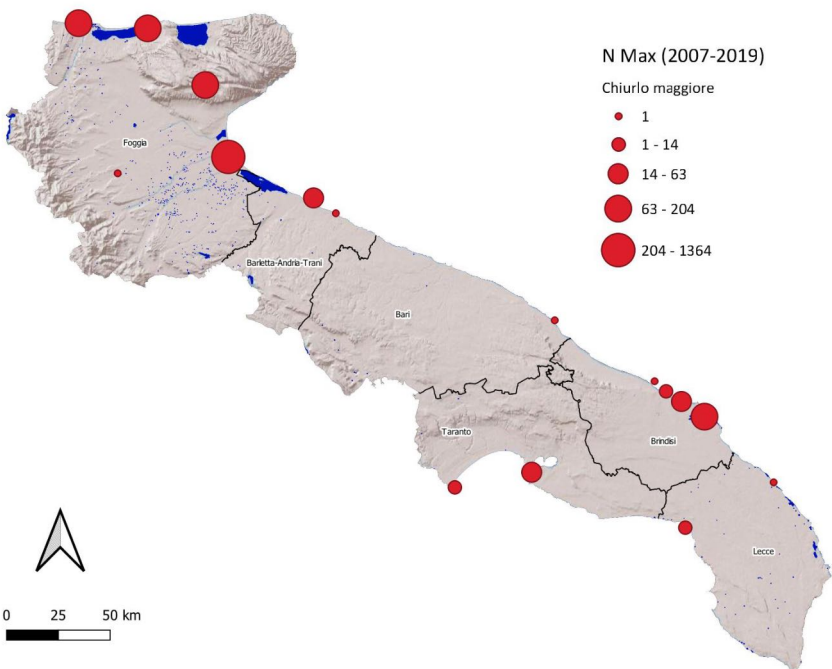 N Max (2007-2019)
Chiurlo maggiore
1
1 - 14
14 - 63
63 - 204
204 - 1364
Foggia
Barletta-Andria-Trani
Bari
Taranto
Brindisi
Lecce
0 25 50 km